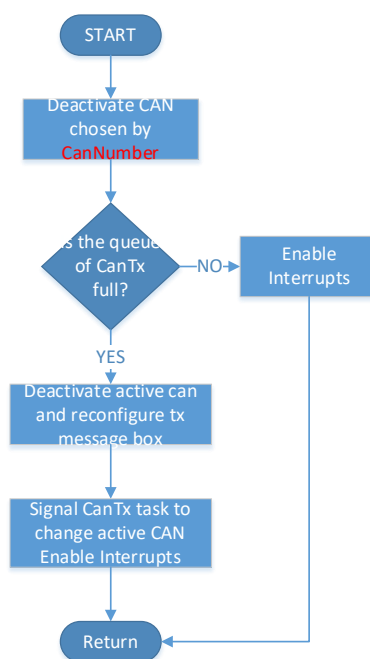 START
Deactivate CAN
chosen by
CanNumber
Is the queue
of CanTx
full?
NO
Enable
Interrupts
YES
Deactivate active can
and reconfigure tx
message box
Signal CanTx task to
change active CAN
Enable Interrupts
Return